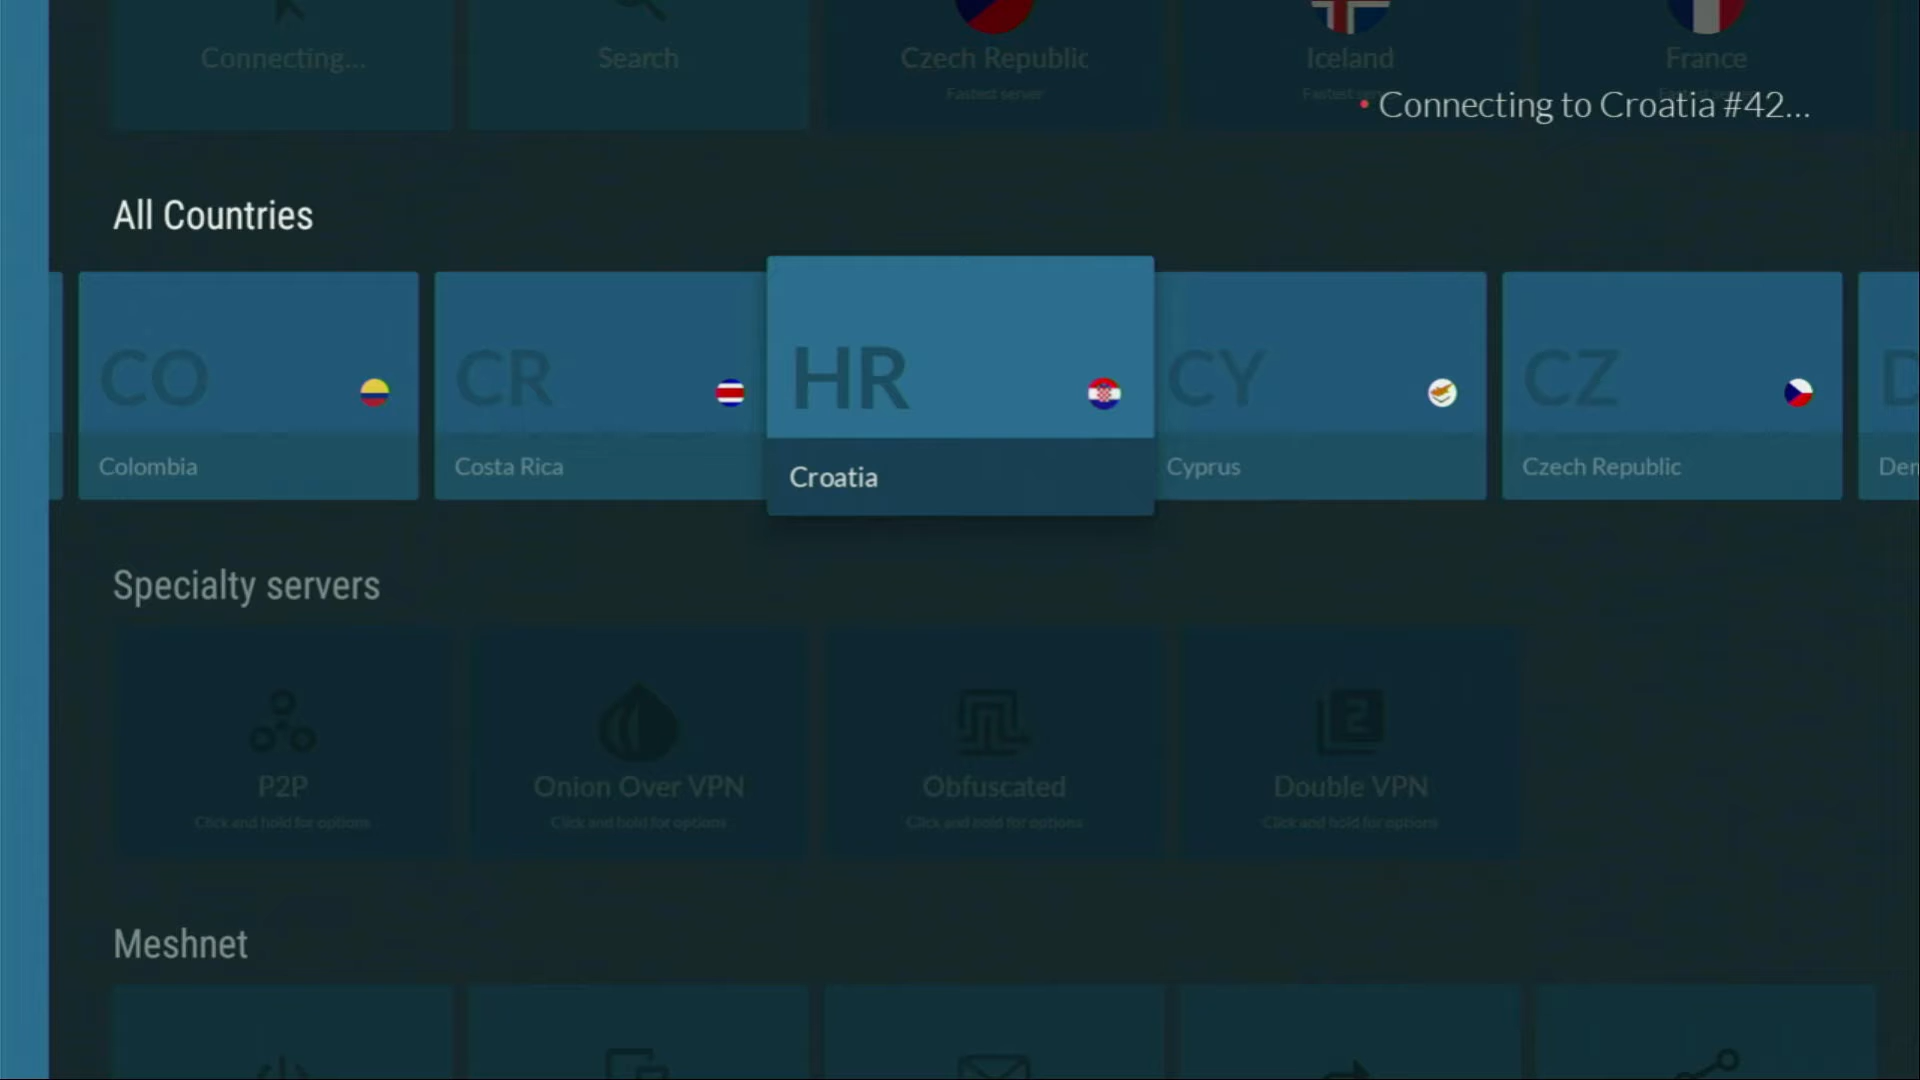 Connecting...
Search
Czech Republic
Fastest server
Iceland
France
• Connecting to Croatia #42...
All Countries
CO
Colombia
CR
Costa Rica
HR
Croatia
CY
Cyprus
CZ
Czech Republic
Specialty servers
P2P
Click and hold for options
Onion Over VPN
Click and hold for options
Obfuscated
Click and hold for options
Double VPN
2
Click and hold for options
Meshnet